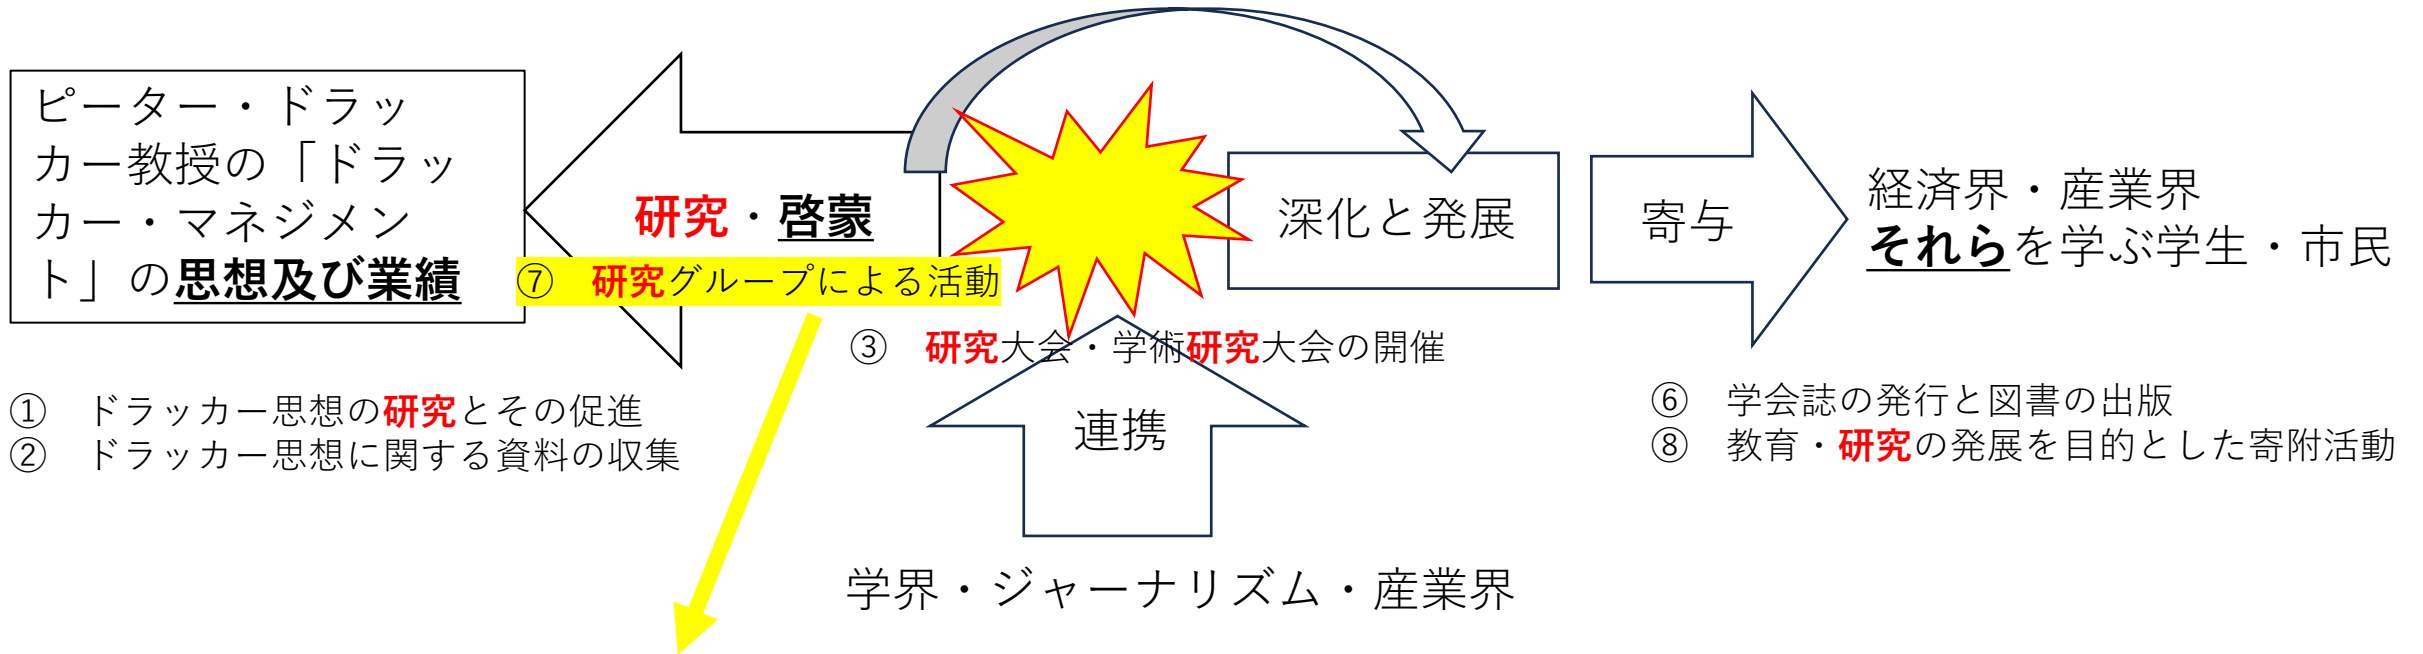 ピーター・ドラッ
カー教授の「ドラッ
カー・マネジメン
ト」の思想及び業績
研究・啓蒙
⑦　研究グループによる活動
深化と発展
寄与
経済界・産業界
それらを学ぶ学生・市民
③　研究大会・学術研究大会の開催
①　ドラッカー思想の研究とその促進
②　ドラッカー思想に関する資料の収集
連携
⑥　学会誌の発行と図書の出版
⑧　教育・研究の発展を目的とした寄附活動
学界・ジャーナリズム・産業界